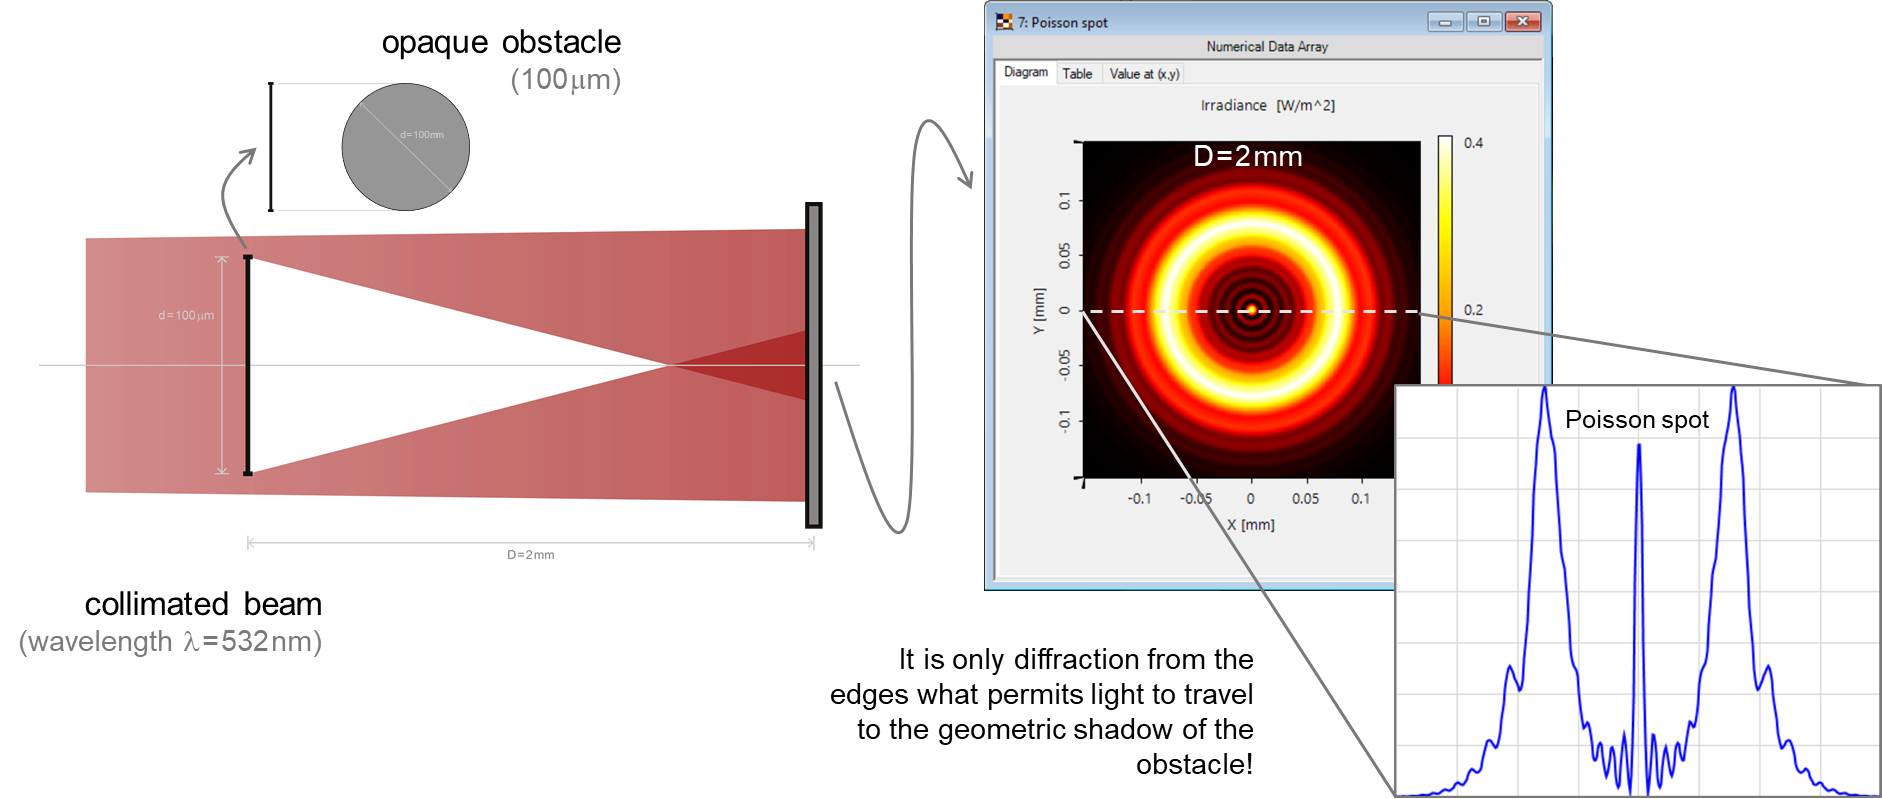 opaque obstacle
(100μm)
d=100mm
d=100μm
D=2mm
collimated beam
(wavelength λ=532nm)
7: Poisson spot
Numerical Data Array
Diagram
Table
Value at (x,y)
Irradiance [W/m^2]
D=2mm
0.4
0.2
Y [mm]
0.1
0.05
0
-0.05
-0.1
-0.1
-0.05
0
0.05
0.1
X [mm]
Poisson spot
It is only diffraction from the
edges what permits light to travel
to the geometric shadow of the
obstacle!